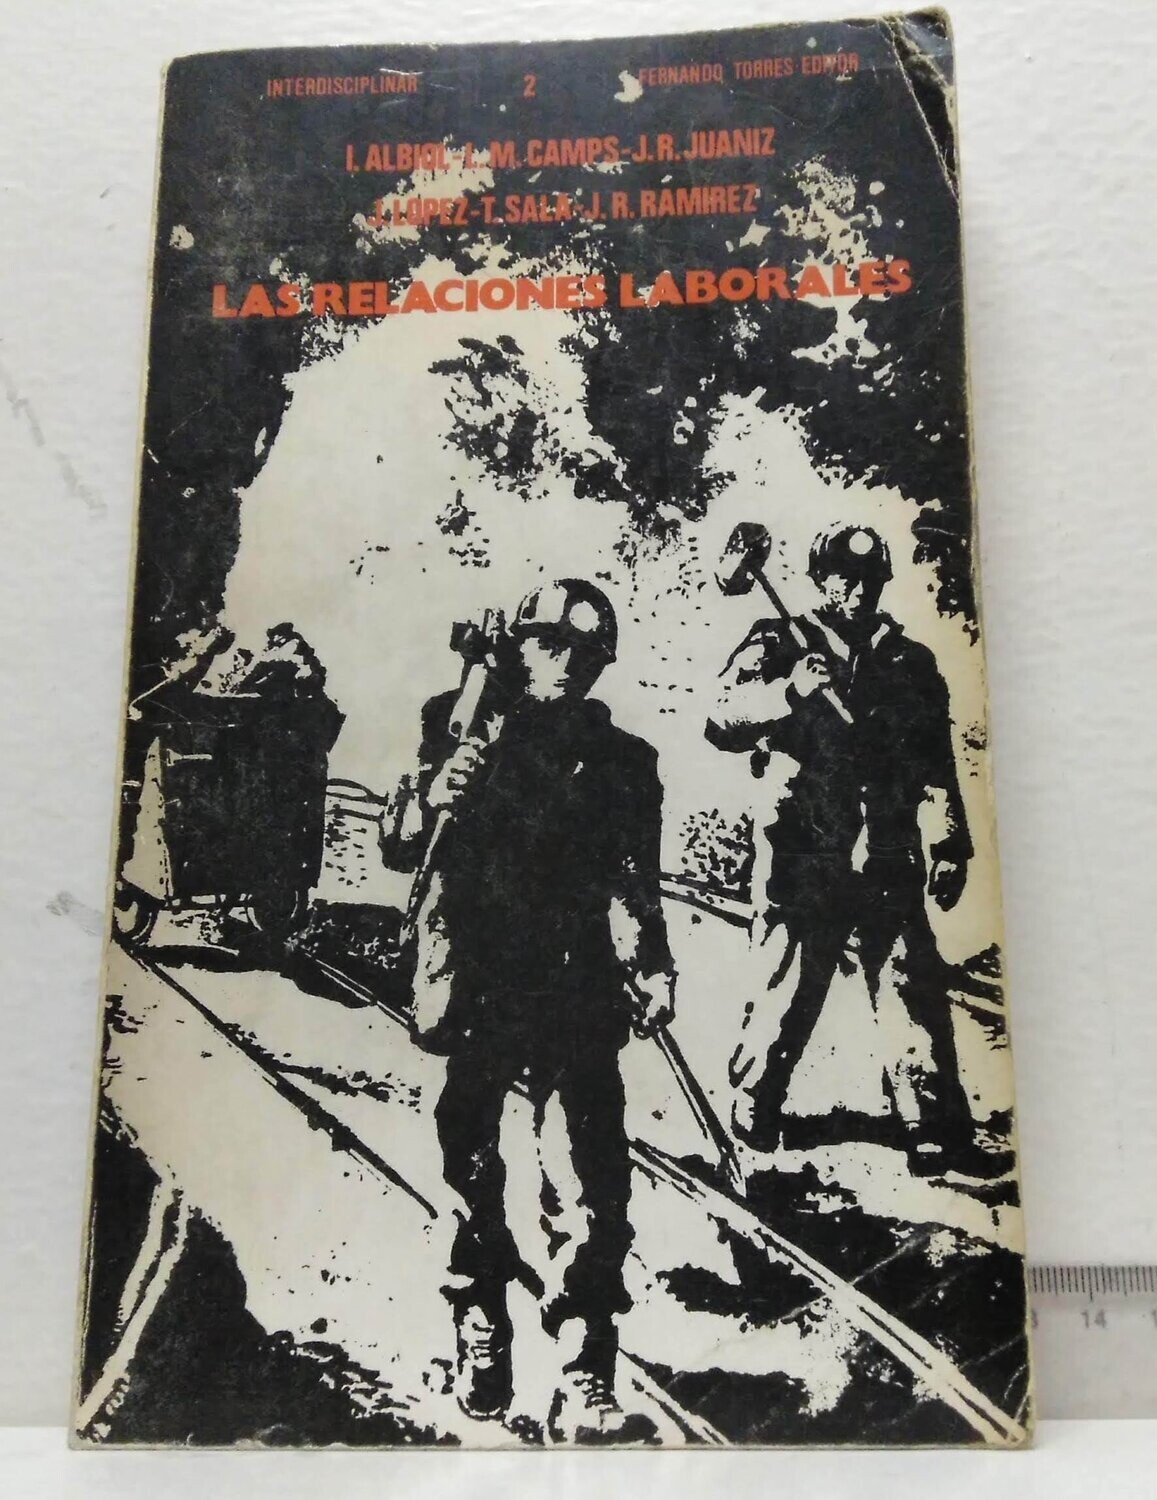 INTERDISCIPLINAR 2 FERNANDO TORRES EDITOR
I. ALBIOL-L. M. CAMPS-J. R. JUANIZ
J. LOPEZ-T. SALA-J. R. RAMIREZ
LAS RELACIONES LABORALES
14